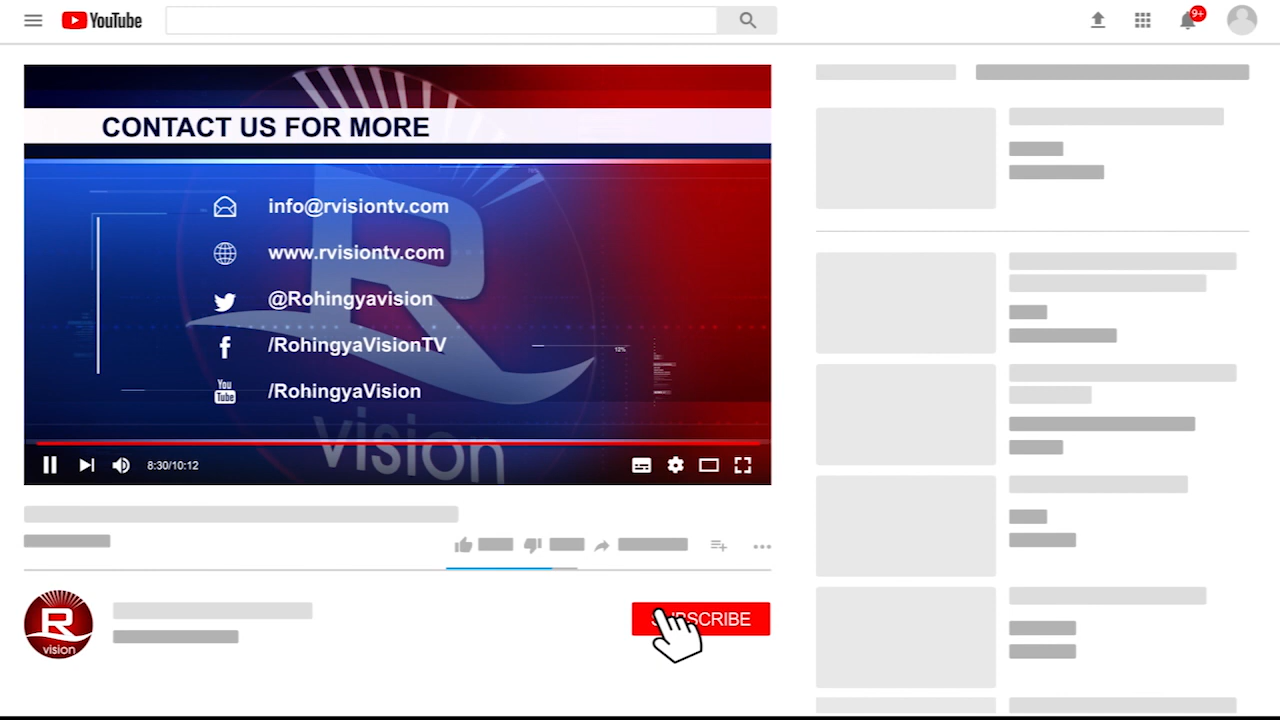 YouTube
9+
CONTACT US FOR MORE
info@rvisiontv.com
www.rvisiontv.com
@Rohingyavision
/RohingyaVisionTV
You
Tube
/RohingyaVision
12%
R
vision
8:30/10:12
R
vision
SUBSCRIBE